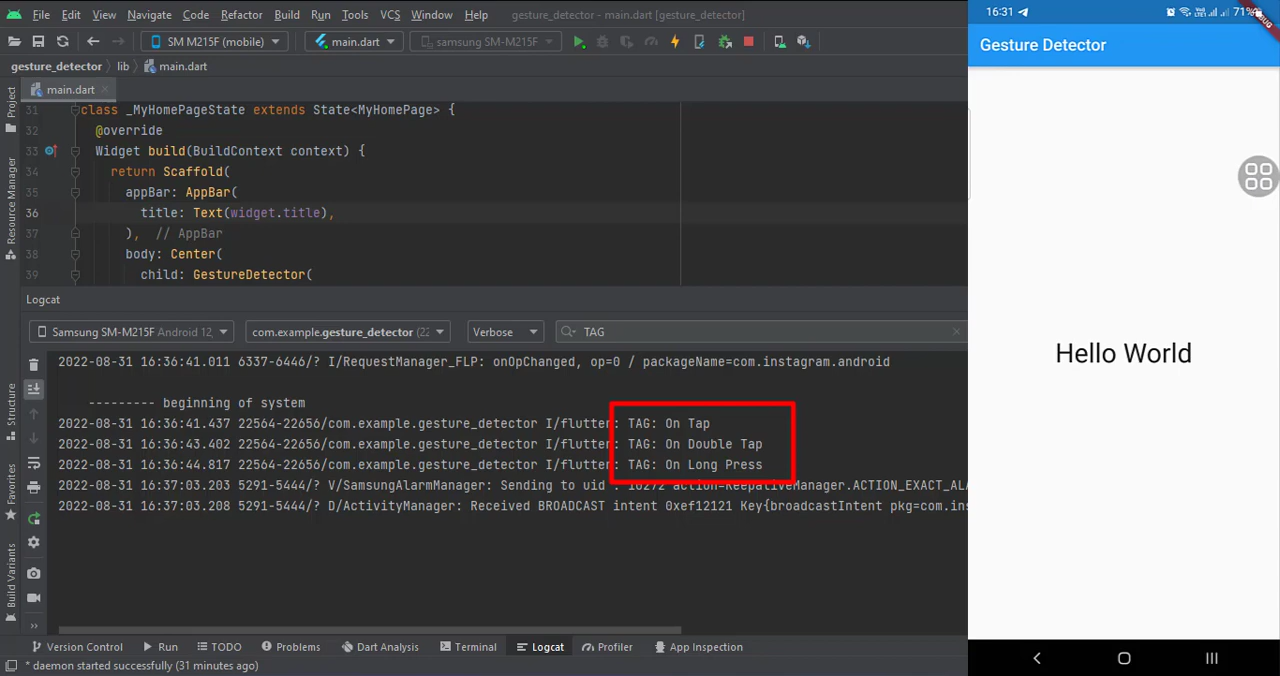 File Edit View Navigate Code Refactor Build Run Tools VCS Window Help gesture_detector - main.dart [gesture_detector]
SM M215F (mobile) main.dart samsung SM-M215F
gesture_detector lib main.dart
main.dart
Project
Resource Manager
Structure
Favorites
Build Variants
31 class _MyHomePageState extends State<MyHomePage> {
32 @override
33 Widget build(BuildContext context) {
34 return Scaffold(
35 appBar: AppBar(
36 title: Text(widget.title),
37 ), // AppBar
38 body: Center(
39 child: GestureDetector(
Logcat
Samsung SM-M215F Android 12, com.example.gesture_detector (22 Verbose TAG
2022-08-31 16:36:41.011 6337-6446/? I/RequestManager_FLP: onOpChanged, op=0 / packageName=com.instagram.android
--------- beginning of system
2022-08-31 16:36:41.437 22564-22656/com.example.gesture_detector I/flutter: TAG: On Tap
2022-08-31 16:36:43.402 22564-22656/com.example.gesture_detector I/flutter: TAG: On Double Tap
2022-08-31 16:36:44.817 22564-22656/com.example.gesture_detector I/flutter: TAG: On Long Press
2022-08-31 16:37:03.203 5291-5444/? V/SamsungAlarmManager: Sending to uid : 10272 action=KeepaliveManager.ACTION_EXACT_AL
2022-08-31 16:37:03.208 5291-5444/? D/ActivityManager: Received BROADCAST intent 0xef12121 Key{broadcastIntent pkg=com.ins
Version Control Run TODO Problems Dart Analysis Terminal Logcat Profiler App Inspection
* daemon started successfully (31 minutes ago)
16:31 71%
Gesture Detector
Hello World